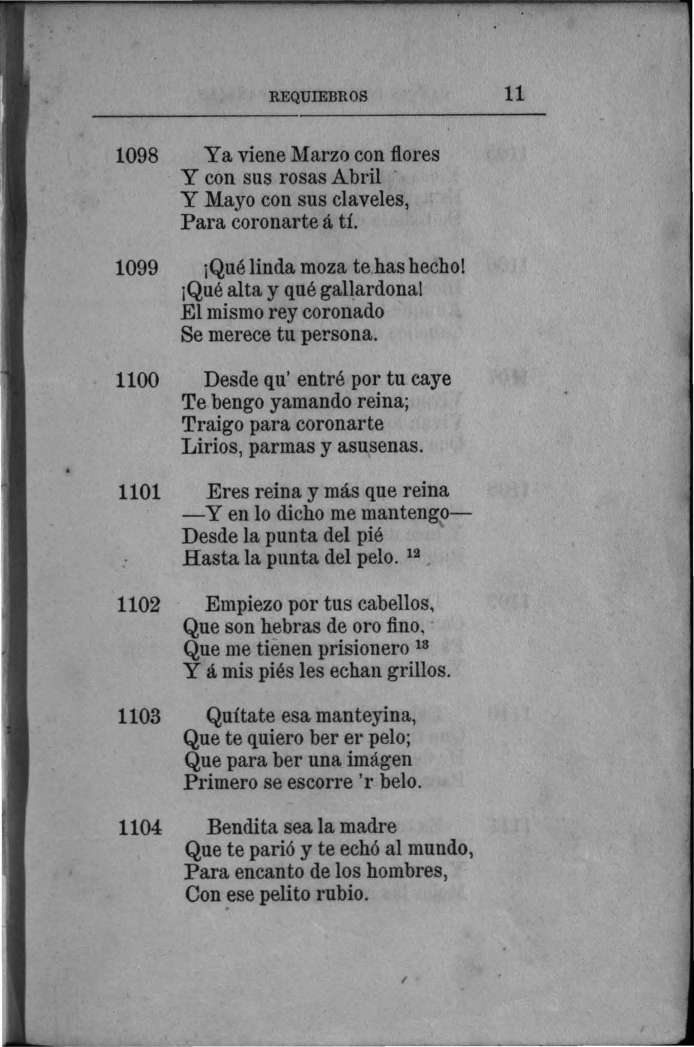 REQUIEBROS 11
1098 Ya viene Marzo con flores
Y con sus rosas Abril
Y Mayo con sus claveles,
Para coronarte á tí.
1099 ¡Qué linda moza te has hecho!
¡Qué alta y qué gallardona!
El mismo rey coronado
Se merece tu persona.
1100 Desde qu' entré por tu caye
Te bengo yamando reina;
Traigo para coronarte
Lirios, parmas y asusenas.
1101 Eres reina y más que reina
—Y en lo dicho me mantengo—
Desde la punta del pié
Hasta la punta del pelo. ¹²
1102 Empiezo por tus cabellos,
Que son hebras de oro fino,
Que me tienen prisionero ¹³
Y á mis piés les echan grillos.
1103 Quítate esa manteyina,
Que te quiero ber er pelo;
Que para ber una imágen
Primero se escorre 'r belo.
1104 Bendita sea la madre
Que te parió y te echó al mundo,
Para encanto de los hombres,
Con ese pelito rubio.